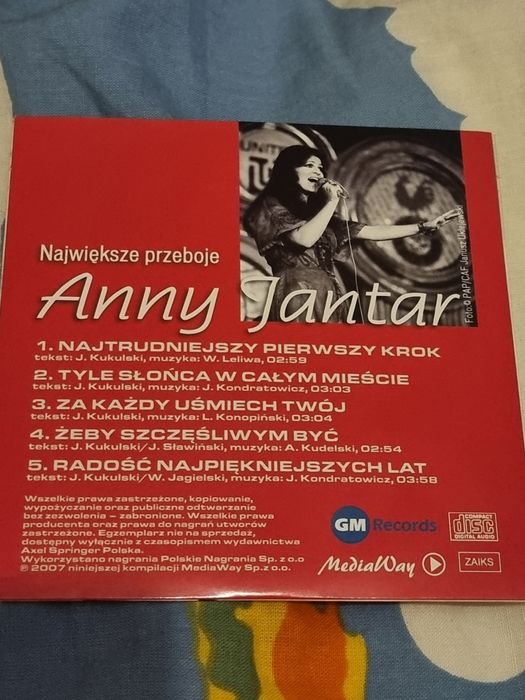 UNIT
Największe przeboje
Anny Jantar
Foto: © PAP/CAF Janusz Uklejewski
1. NAJTRUDNIEJSZY PIERWSZY KROK
tekst: J. Kukulski, muzyka: W. Leliwa, 02:59
2. TYLE SŁOŃCA W CAŁYM MIEŚCIE
tekst: J. Kukulski, muzyka: J. Kondratowicz, 03:03
3. ZA KAŻDY UŚMIECH TWÓJ
tekst: J. Kukulski, muzyka: L. Konopiński, 03:04
4. ŻEBY SZCZĘŚLIWYM BYĆ
tekst: J. Kukulski/J. Sławiński, muzyka: A. Kudelski, 02:54
5. RADOŚĆ NAJPIĘKNIEJSZYCH LAT
tekst: J. Kukulski/W. Jagielski, muzyka: J. Kondratowicz, 03:58
Wszelkie prawa zastrzeżone, kopiowanie,
wypożyczanie oraz publiczne odtwarzanie
bez zezwolenia – zabronione. Wszelkie prawa
producenta oraz prawa do nagrań utworów
zastrzeżone. Egzemplarz nie na sprzedaż,
dostępny wyłącznie z czasopismem wydawnictwa
Axel Springer Polska.
Wykorzystano nagrania Polskie Nagrania Sp. z o.o
℗ 2007 niniejszej kompilacji MediaWay Sp.z o.o.
GM Records
COMPACT
disc
DIGITAL AUDIO
MediaWay
ZAIKS